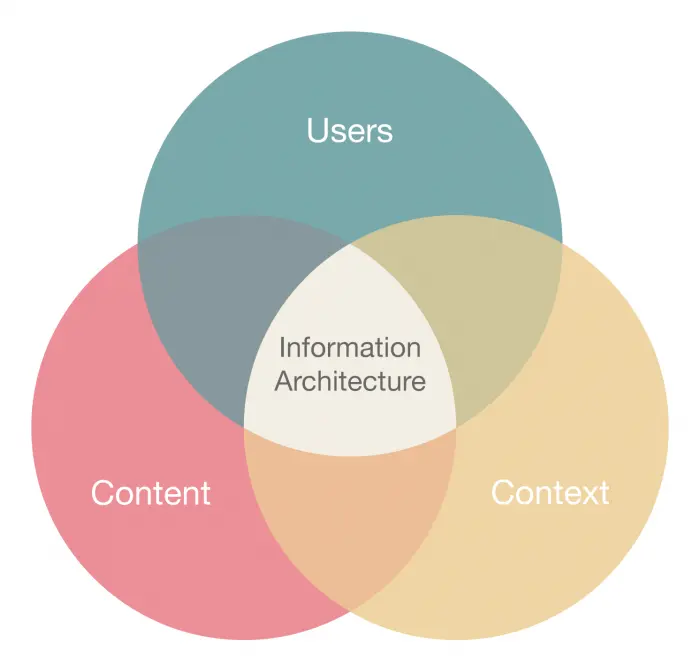 Users
Information
Architecture
Content
Context